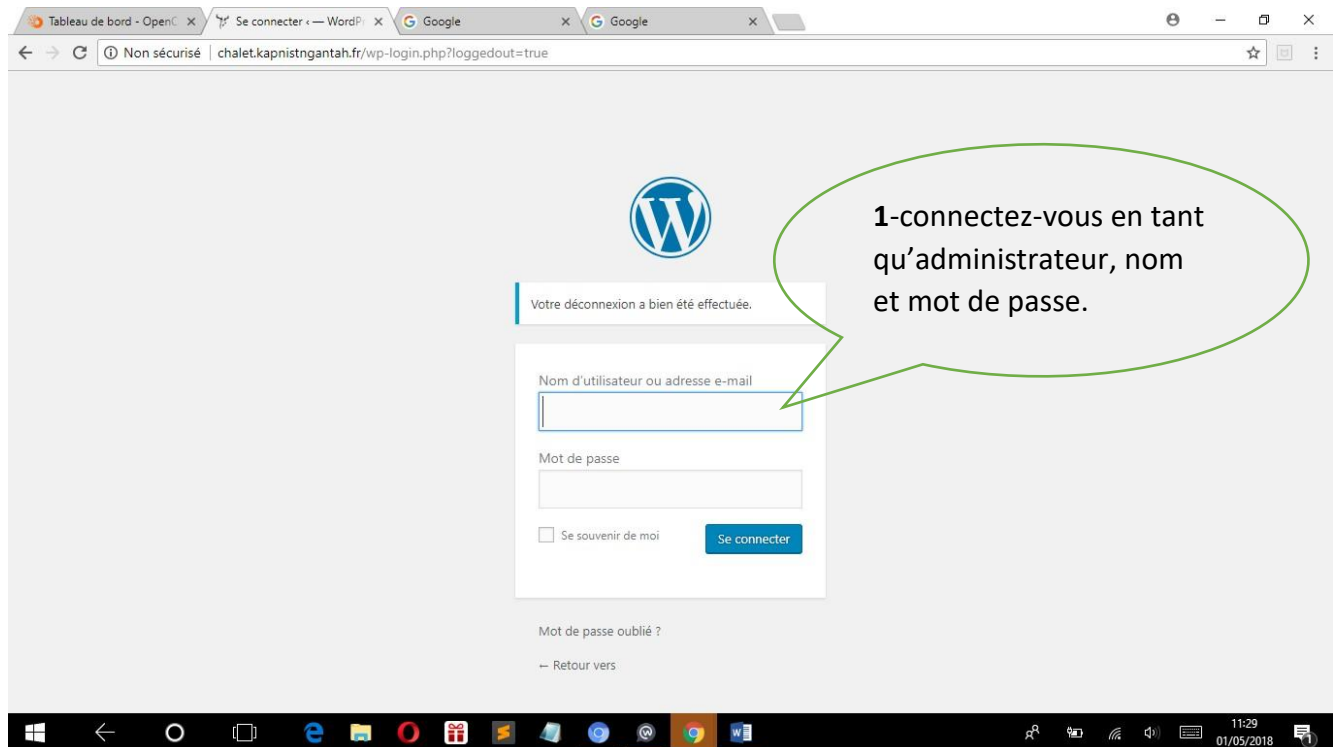 Tableau de bord - OpenC
Se connecter ‹ — WordPr
Google
Google
Non sécurisé | chalet.kapnistngantah.fr/wp-login.php?loggedout=true
1-connectez-vous en tant
qu’administrateur, nom
et mot de passe.
Votre déconnexion a bien été effectuée.
Nom d’utilisateur ou adresse e-mail
Mot de passe
Se souvenir de moi
Se connecter
Mot de passe oublié ?
← Retour vers
11:29
01/05/2018